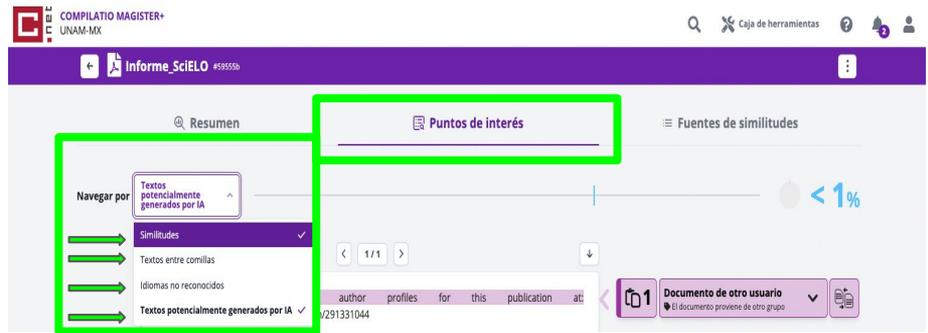 COMPILATIO MAGISTER+
UNAM-MX
Caja de herramientas
2
Informe_SciELO #59555b
Resumen
Puntos de interés
Fuentes de similitudes
Navegar por
Textos
potencialmente
generados por IA
< 1%
Similitudes
Textos entre comillas
Idiomas no reconocidos
Textos potencialmente generados por IA
1/1
author profiles for this publication at:
/291331044
1
Documento de otro usuario
El documento proviene de otro grupo